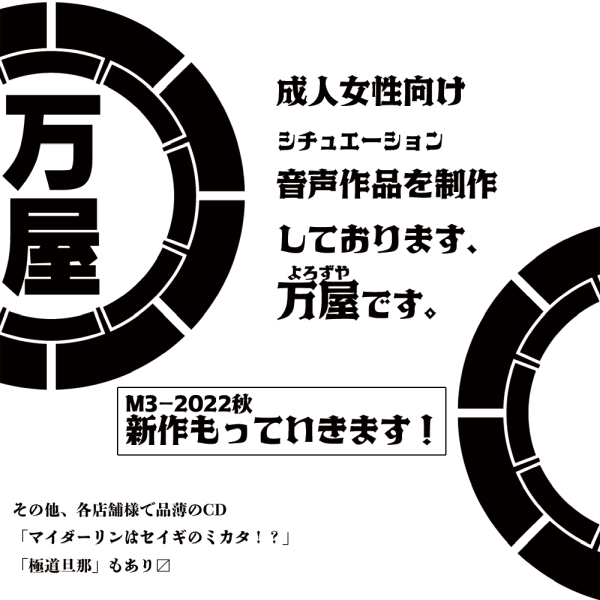 万屋
成人女性向け
シチュエーション
音声作品を制作
しております、
よろずや
万屋です。
M3-2022秋
新作もっていきます！
その他、各店舗様で品薄のCD
「マイダーリンはセイギのミカタ！？」
「極道旦那」もあり〼